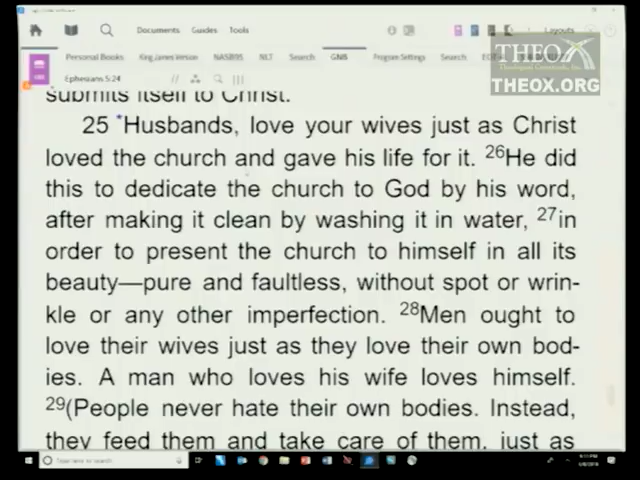 Documents Guides Tools Layouts
Personal Books King James Version NASB95 NLT Search GNB Program Settings Search
THEOX
THEOX.ORG
Ephesians 5:24
submits itself to Christ.
25 *Husbands, love your wives just as Christ
loved the church and gave his life for it. 26He did
this to dedicate the church to God by his word,
after making it clean by washing it in water, 27in
order to present the church to himself in all its
beauty—pure and faultless, without spot or wrin-
kle or any other imperfection. 28Men ought to
love their wives just as they love their own bod-
ies. A man who loves his wife loves himself.
29(People never hate their own bodies. Instead,
they feed them and take care of them, just as
Type here to search